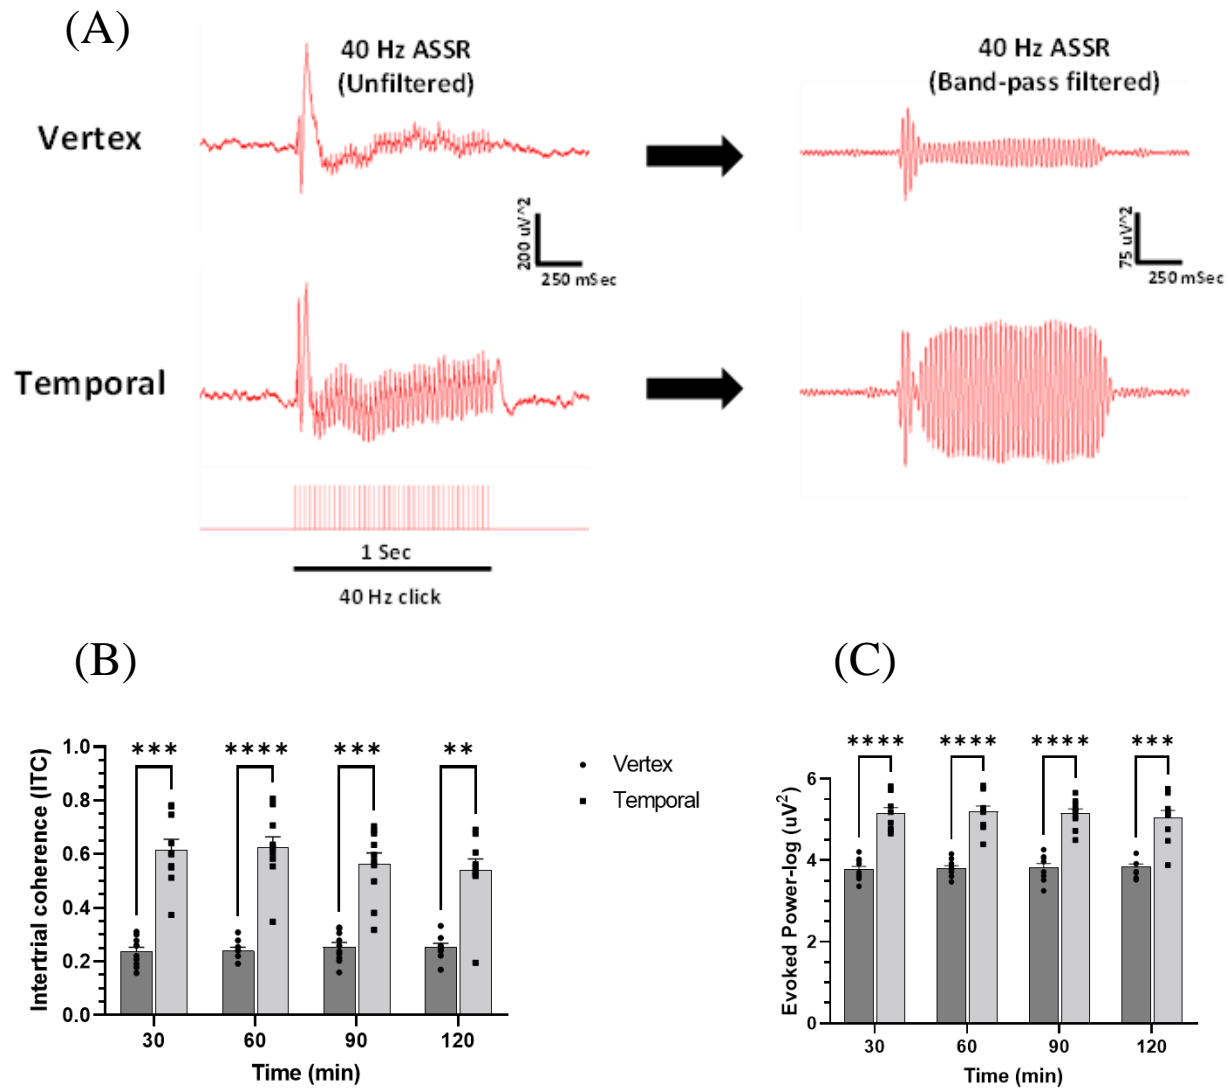 (A)
40 Hz ASSR
(Unfiltered)
40 Hz ASSR
(Band-pass filtered)
Vertex
200 uV^2
250 mSec
75 uV^2
250 mSec
Temporal
1 Sec
40 Hz click
(B)
*** **** *** **
1.0
0.8
0.6
0.4
0.2
0.0
Intertrial coherence (ITC)
30 60 90 120
Time (min)
Vertex
Temporal
(C)
**** **** **** ***
6
4
2
0
Evoked Power-log (uV²)
30 60 90 120
Time (min)